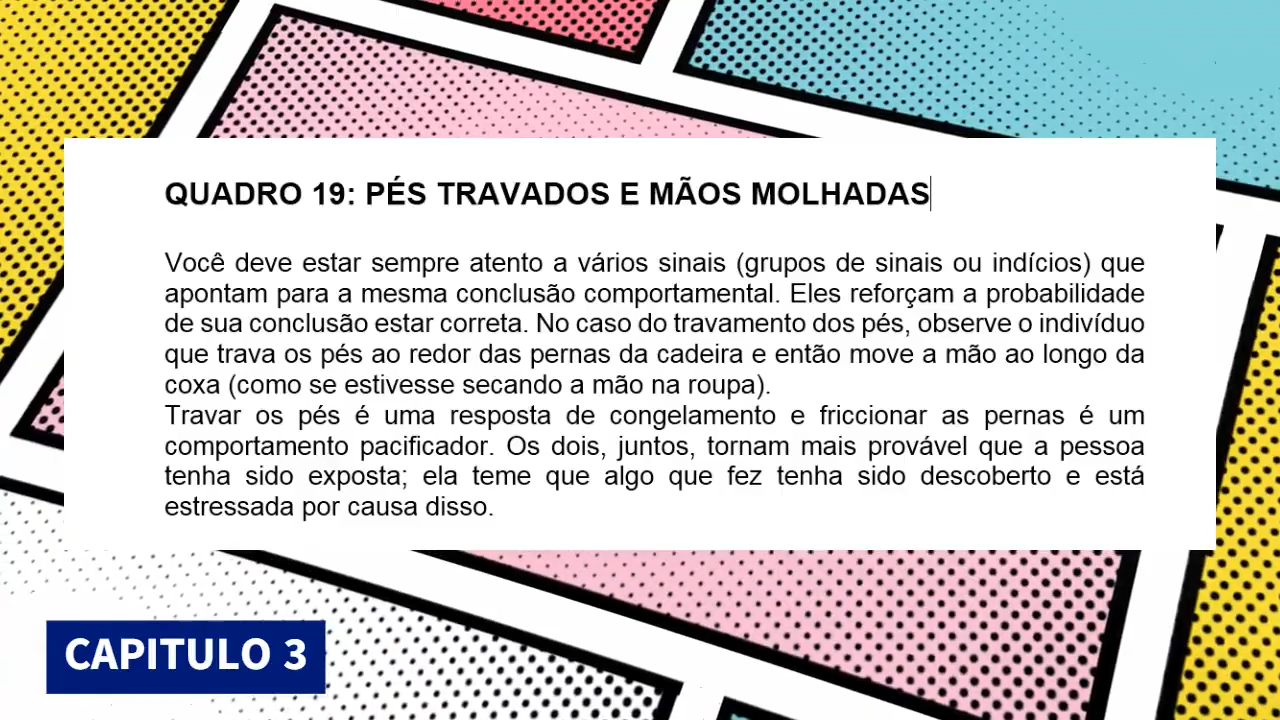 QUADRO 19: PÉS TRAVADOS E MÃOS MOLHADAS
Você deve estar sempre atento a vários sinais (grupos de sinais ou indícios) que
apontam para a mesma conclusão comportamental. Eles reforçam a probabilidade
de sua conclusão estar correta. No caso do travamento dos pés, observe o indivíduo
que trava os pés ao redor das pernas da cadeira e então move a mão ao longo da
coxa (como se estivesse secando a mão na roupa).
Travar os pés é uma resposta de congelamento e friccionar as pernas é um
comportamento pacificador. Os dois, juntos, tornam mais provável que a pessoa
tenha sido exposta; ela teme que algo que fez tenha sido descoberto e está
estressada por causa disso.
CAPITULO 3